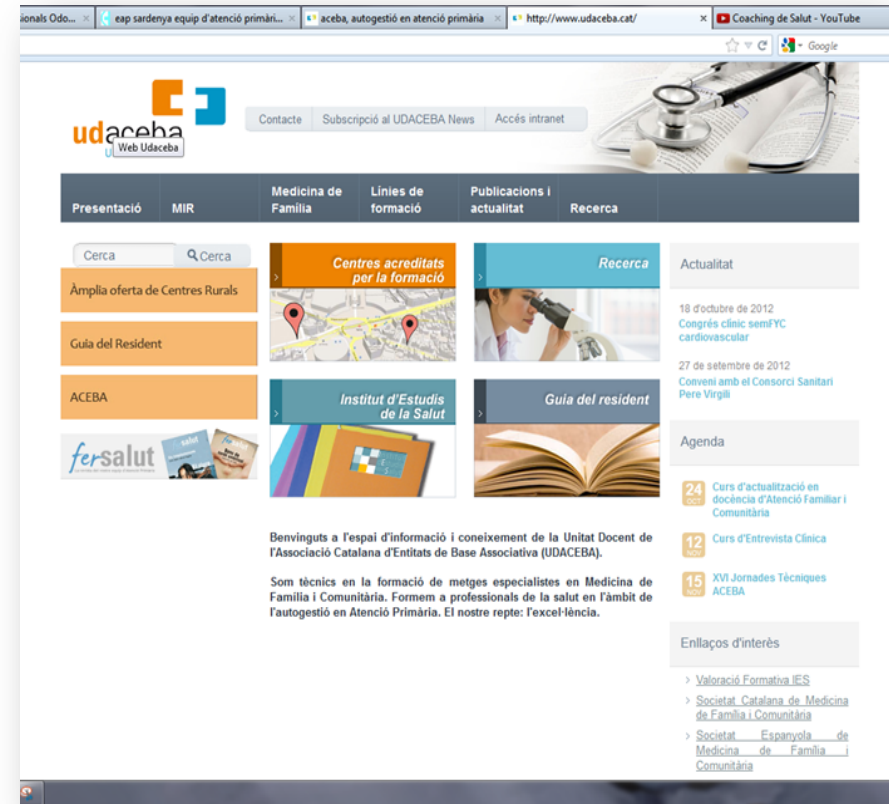 ionals Odo...
eap sardenya equip d'atenció primàri...
aceba, autogestió en atenció primària
http://www.udaceba.cat/
Coaching de Salut - YouTube
Google
udaceba
Web Udaceba
Contacte
Subscripció al UDACEBA News
Accés intranet
Presentació
MIR
Medicina de
Família
Línies de
formació
Publicacions i
actualitat
Recerca
Cerca
Cerca
Àmplia oferta de Centres Rurals
Guia del Resident
ACEBA
fersalut
Centres acreditats
per la formació
Recerca
Institut d'Estudis
de la Salut
Guia del resident
Benvinguts a l'espai d'informació i coneixement de la Unitat Docent de
l'Associació Catalana d'Entitats de Base Associativa (UDACEBA).
Som tècnics en la formació de metges especialistes en Medicina de
Família i Comunitària. Formem a professionals de la salut en l'àmbit de
l'autogestió en Atenció Primària. El nostre repte: l'excel·lència.
Actualitat
18 d'octubre de 2012
Congrés clínic semFYC
cardiovascular
27 de setembre de 2012
Conveni amb el Consorci Sanitari
Pere Virgili
Agenda
24
OCT
Curs d'actualització en
docència d'Atenció Familiar i
Comunitària
12
NOV
Curs d'Entrevista Clínica
15
NOV
XVI Jornades Tècniques
ACEBA
Enllaços d'interès
Valoració Formativa IES
Societat Catalana de Medicina
de Família i Comunitària
Societat Espanyola de
Medicina de Família i
Comunitària